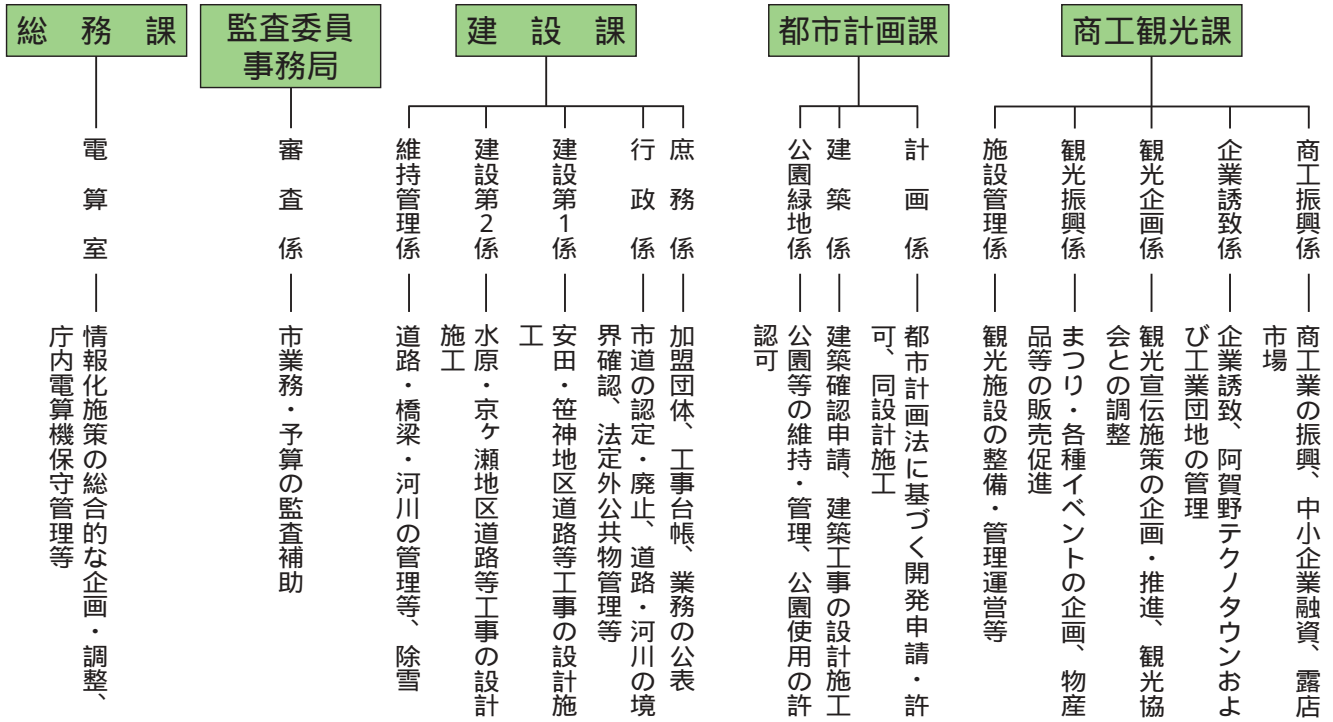 商工観光課
商工振興係
商工業の振興、中小企業融資、露店
市場
企業誘致係
企業誘致、阿賀野テクノタウンおよ
び工業団地の管理
観光企画係
観光宣伝施策の企画・推進、観光協
会との調整
観光振興係
まつり・各種イベントの企画、物産
品等の販売促進
施設管理係
観光施設の整備・管理運営等
都市計画課
計画係
都市計画法に基づく開発申請・許
可、同設計施工
建築係
建築確認申請、建築工事の設計施工
公園緑地係
公園等の維持・管理、公園使用の許
認可
建設課
庶務係
加盟団体、工事台帳、業務の公表
行政係
市道の認定・廃止、道路・河川の境
界確認、法定外公共物管理等
建設第1係
安田・笹神地区道路等工事の設計施
工
建設第2係
水原・京ヶ瀬地区道路等工事の設計
施工
維持管理係
道路・橋梁・河川の管理等、除雪
監査委員
事務局
審査係
市業務・予算の監査補助
総務課
電算室
情報化施策の総合的な企画・調整、
庁内電算機保守管理等